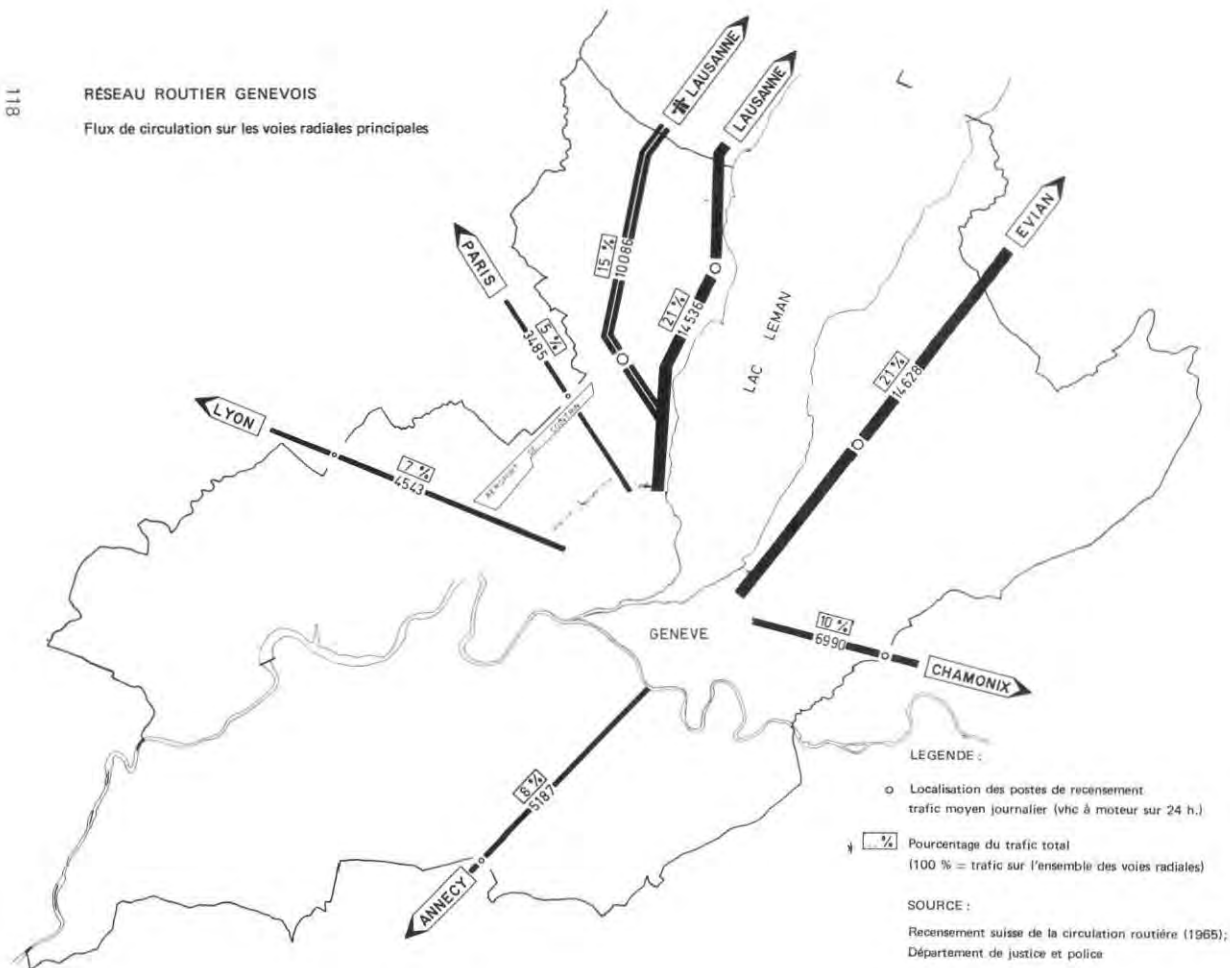 118
RÉSEAU ROUTIER GENEVOIS
Flux de circulation sur les voies radiales principales
LAUSANNE
LAUSANNE
EVIAN
PARIS
15 %
10086
21 %
14536
5 %
3485
LAC LEMAN
21 %
14628
LYON
7 %
4543
COINTRIN
GENEVE
10 %
6990
CHAMONIX
8 %
5187
ANNECY
LEGENDE :
Localisation des postes de recensement
trafic moyen journalier (vhc à moteur sur 24 h.)
...% Pourcentage du trafic total
(100 % = trafic sur l'ensemble des voies radiales)
SOURCE :
Recensement suisse de la circulation routiére (1965);
Département de justice et police